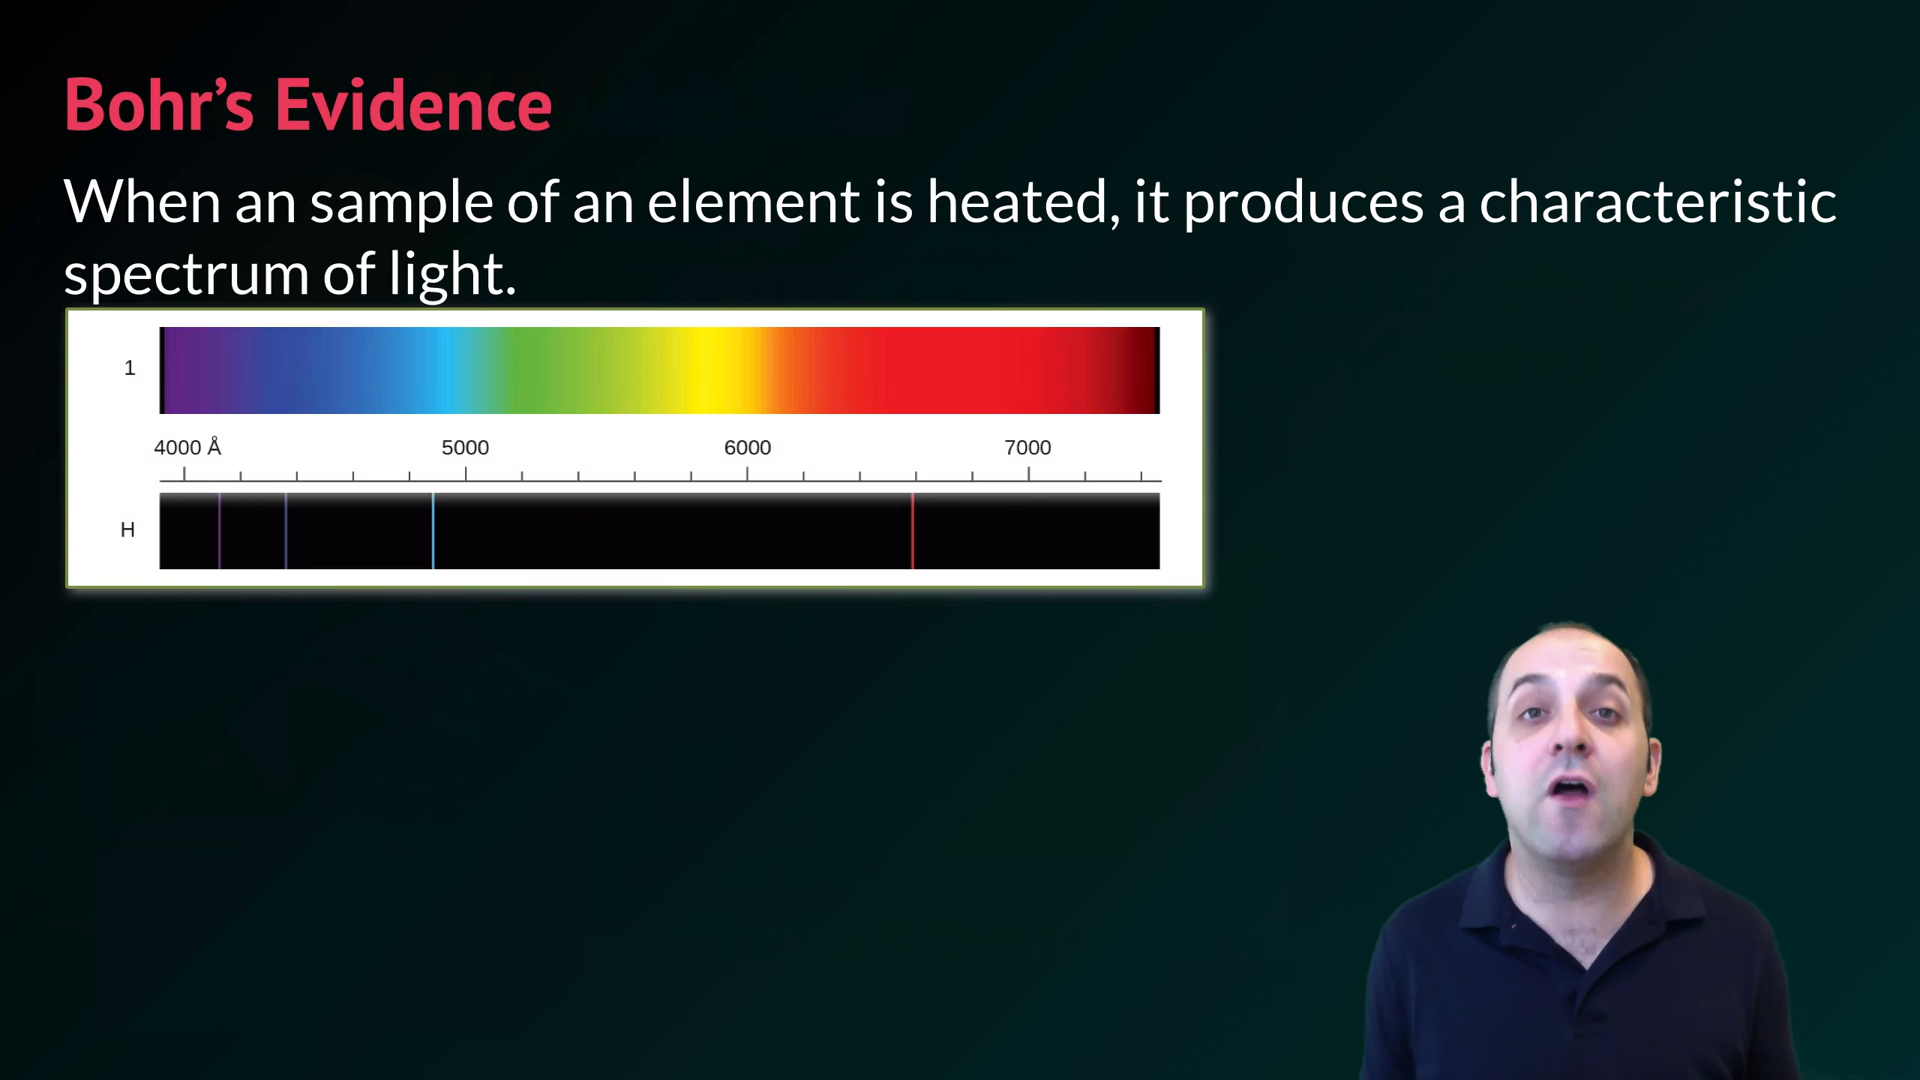 Bohr’s Evidence
When an sample of an element is heated, it produces a characteristic
spectrum of light.
1
4000 Å 5000 6000 7000
H